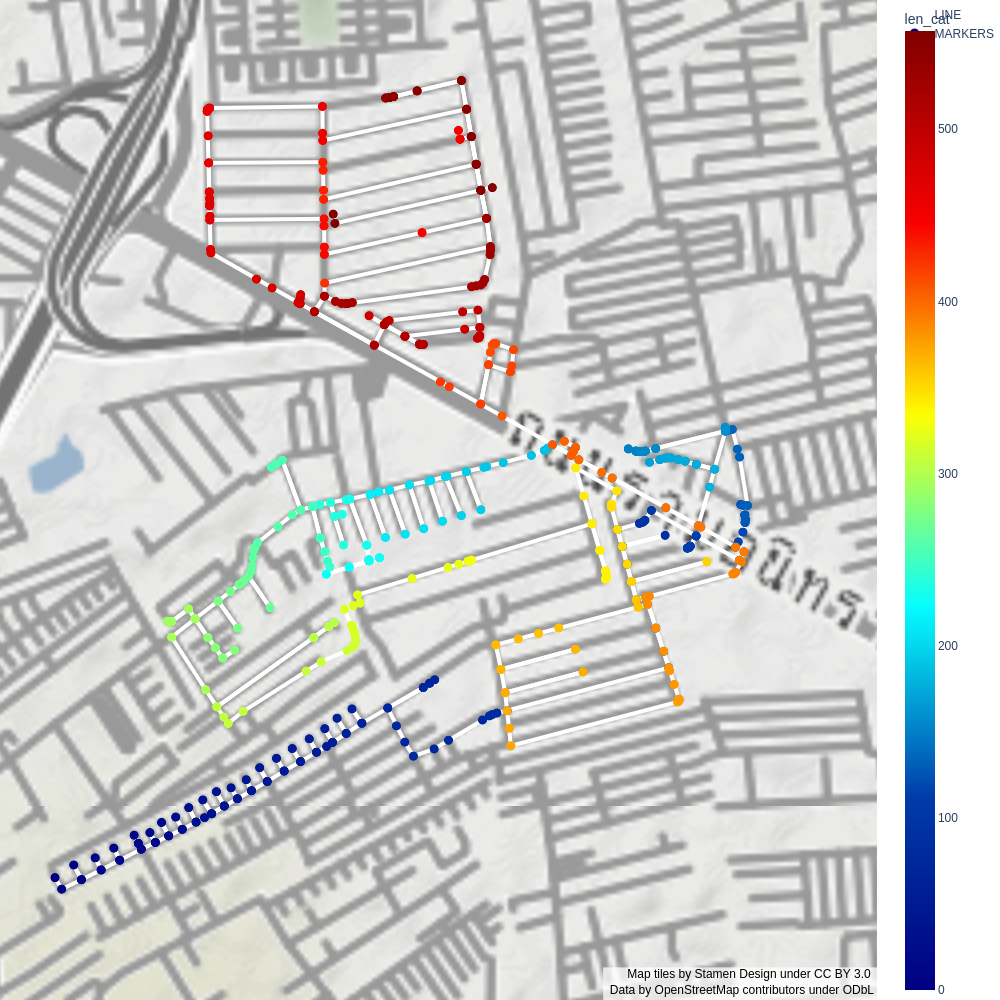 len_cat
LINE
MARKERS
500
400
300
200
100
0
Map tiles by Stamen Design under CC BY 3.0
Data by OpenStreetMap contributors under ODbL